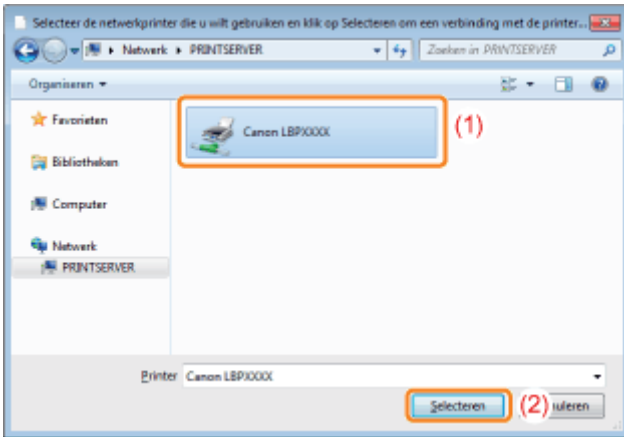 Selecteer de netwerkprinter die u wilt gebruiken en klik op Selecteren om een verbinding met de printer...
Netwerk ▸ PRINTSERVER
Zoeken in PRINTSERVER
Organiseren
Favorieten
Bibliotheken
Computer
Netwerk
PRINTSERVER
Canon LBPXXXX
(1)
Printer Canon LBPXXXX
Selecteren (2) uleren